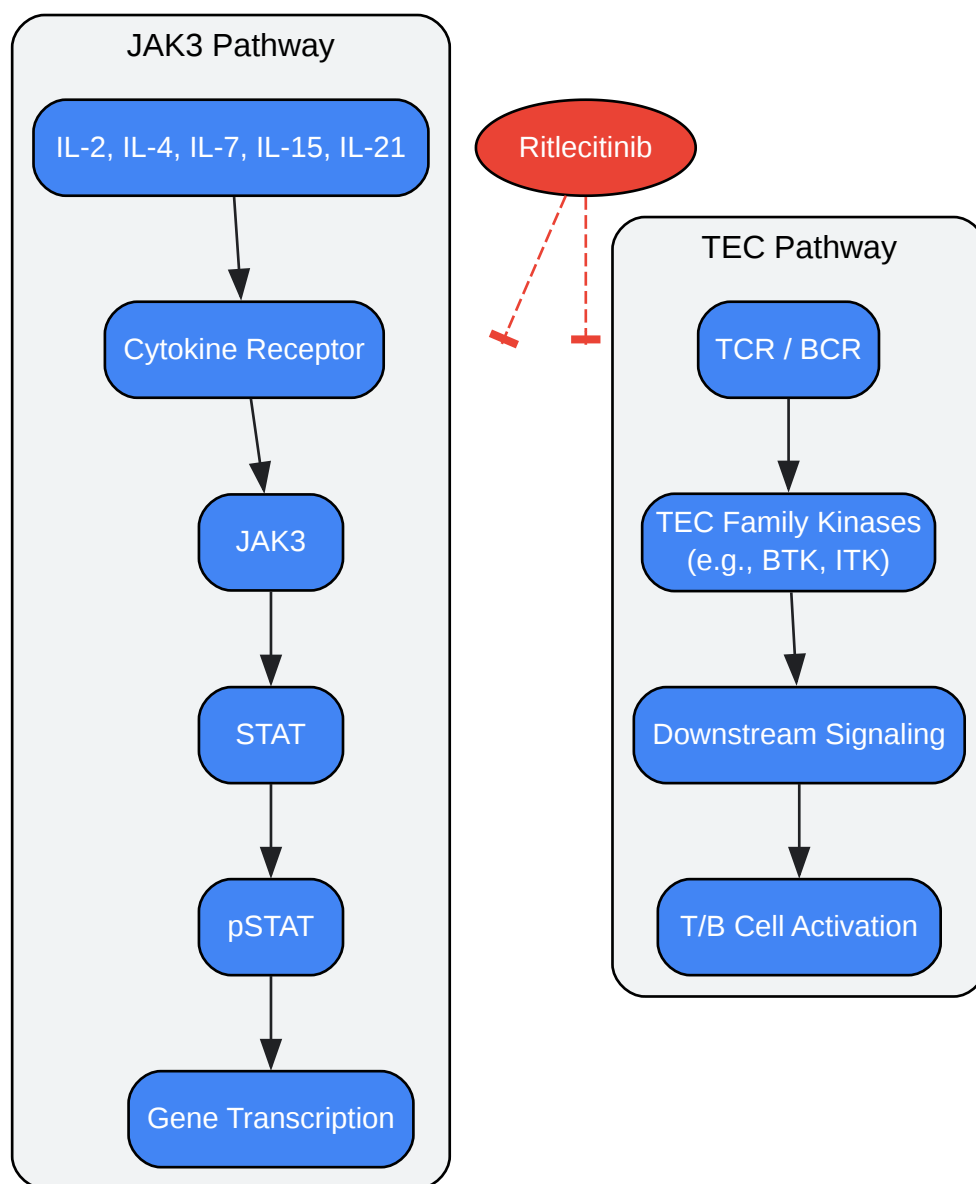 JAK3 Pathway
IL-2, IL-4, IL-7, IL-15, IL-21
Cytokine Receptor
JAK3
STAT
pSTAT
Gene Transcription
Ritlecitinib
TEC Pathway
TCR / BCR
TEC Family Kinases
(e.g., BTK, ITK)
Downstream Signaling
T/B Cell Activation